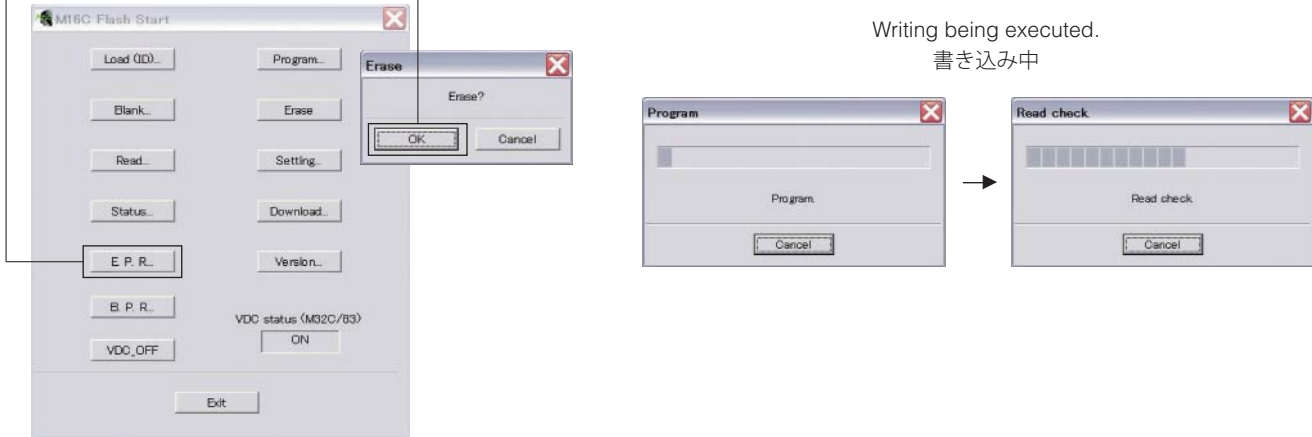 M16C Flash Start
Load (ID)...
Program...
Blank...
Erase
Read...
Setting...
Status...
Download...
E. P. R...
Version...
B. P. R...
VDC status (M32C/83)
ON
VDC_OFF
Exit
Erase
Erase?
OK
Cancel
Writing being executed.
書き込み中
Program
Program.
Cancel
Read check.
Read check.
Cancel